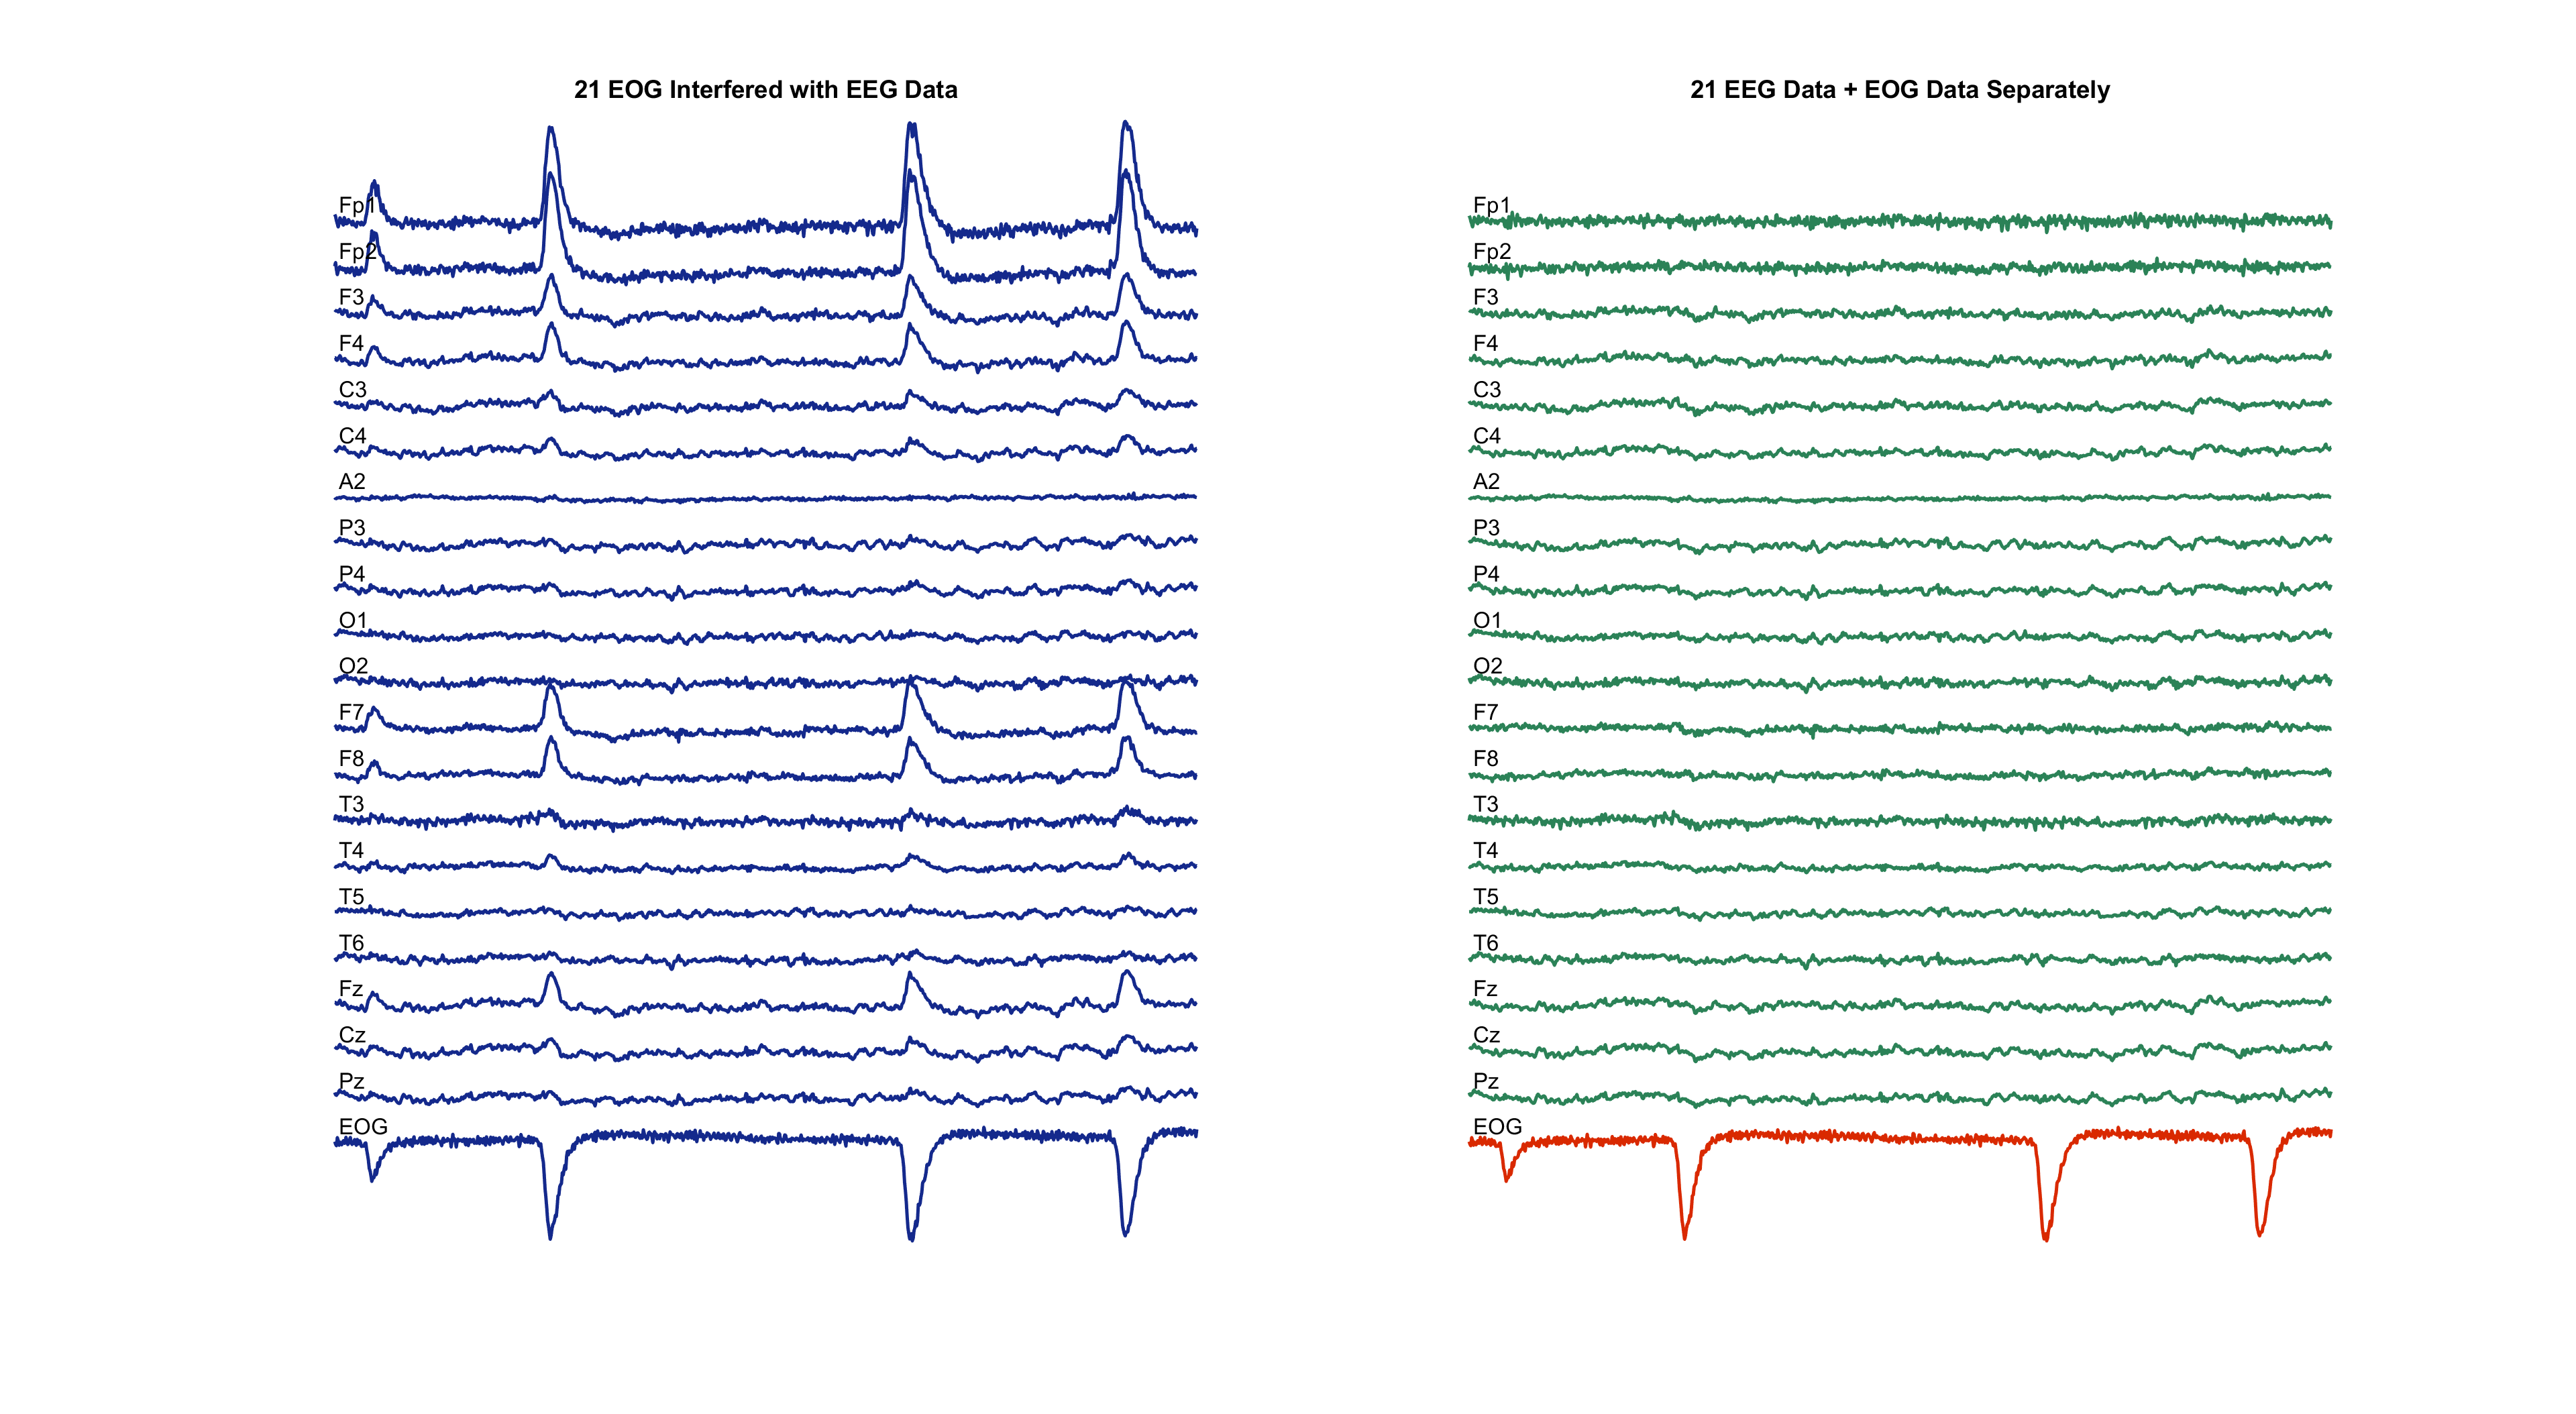 21 EOG Interfered with EEG Data
Fp1
Fp2
F3
F4
C3
C4
A2
P3
P4
O1
O2
F7
F8
T3
T4
T5
T6
Fz
Cz
Pz
EOG
21 EEG Data + EOG Data Separately
Fp1
Fp2
F3
F4
C3
C4
A2
P3
P4
O1
O2
F7
F8
T3
T4
T5
T6
Fz
Cz
Pz
EOG